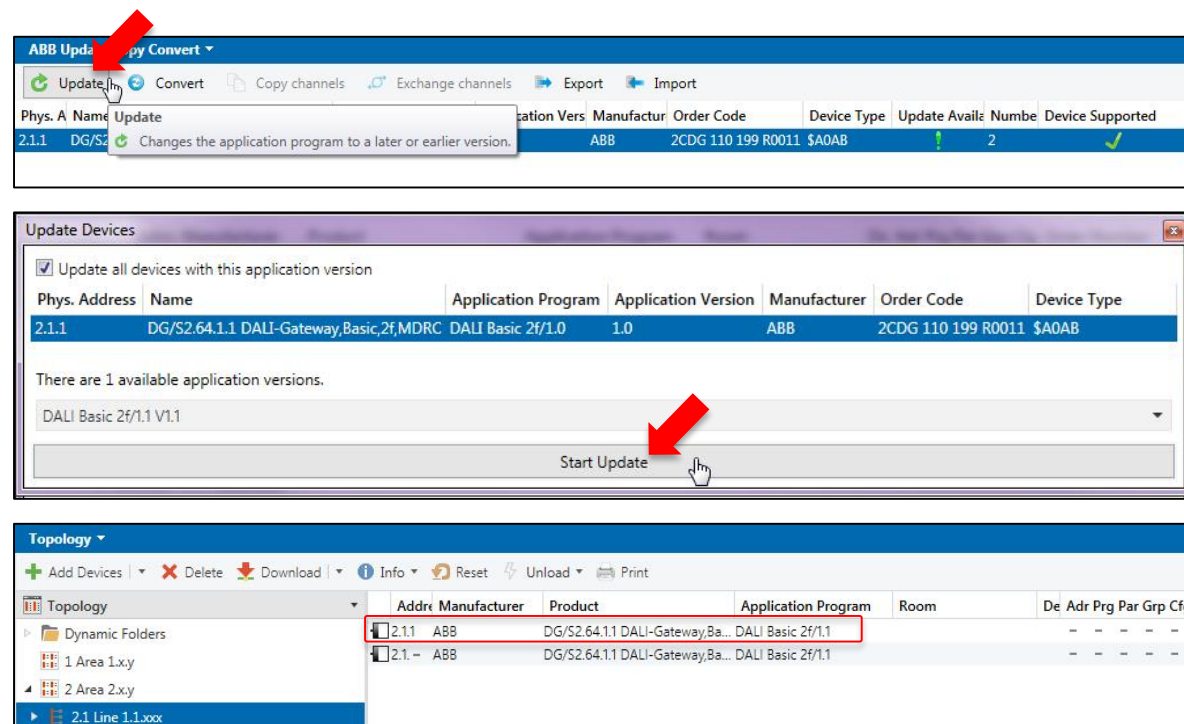 ABB Upda py Convert
Update Convert Copy channels Exchange channels Export Import
Phys. A Name cation Vers Manufactur Order Code Device Type Update Availa Numbe Device Supported
Update
Changes the application program to a later or earlier version.
2.1.1 DG/S2 ABB 2CDG 110 199 R0011 $A0AB 2
Update Devices
Update all devices with this application version
Phys. Address Name Application Program Application Version Manufacturer Order Code Device Type
2.1.1 DG/S2.64.1.1 DALI-Gateway,Basic,2f,MDRC DALI Basic 2f/1.0 1.0 ABB 2CDG 110 199 R0011 $A0AB
There are 1 available application versions.
DALI Basic 2f/1.1 V1.1
Start Update
Topology
Add Devices Delete Download Info Reset Unload Print
Topology
Addre Manufacturer Product Application Program Room De Adr Prg Par Grp Cf
Dynamic Folders
2.1.1 ABB DG/S2.64.1.1 DALI-Gateway,Ba... DALI Basic 2f/1.1 - - - - -
1 Area 1.x.y
2.1.– ABB DG/S2.64.1.1 DALI-Gateway,Ba... DALI Basic 2f/1.1 - - - - -
2 Area 2.x.y
2.1 Line 1.1.xxx